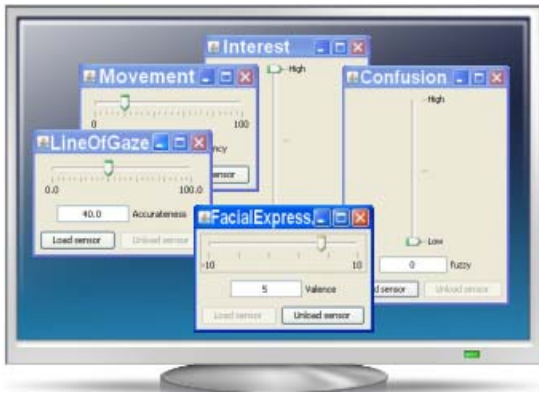 Interest
High
Movement
0
100
ncy
ensor
Confusion
High
Low
0
fuzzy
d sensor
Unload sensor
LineOfGaze
0.0
100.0
40.0
Accurateness
Load sensor
Unload sensor
FacialExpress.
-10
10
5
Valence
Load sensor
Unload sensor